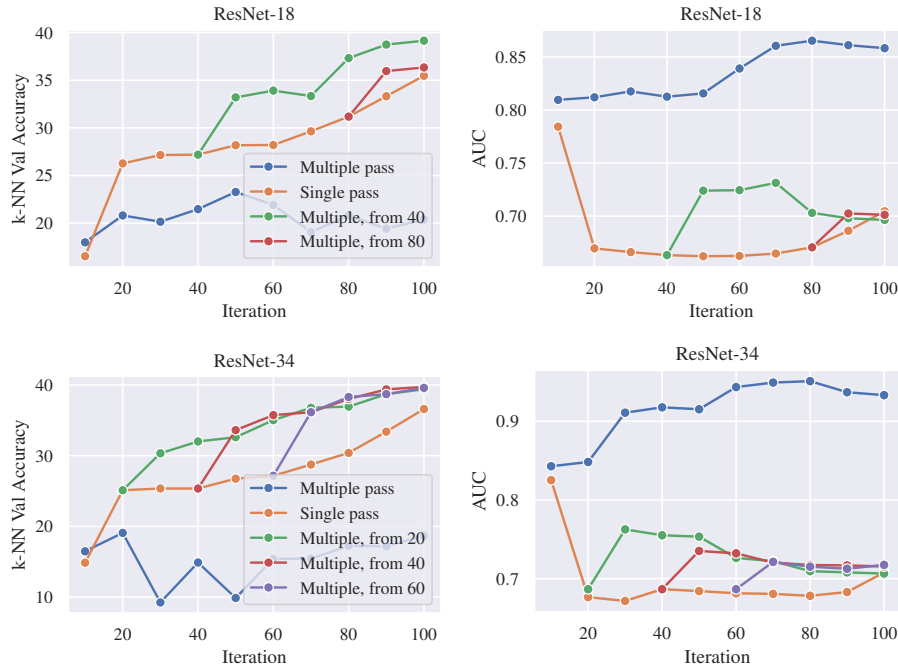 ResNet-18
k-NN Val Accuracy
40
35
30
25
20
Multiple pass
Single pass
Multiple, from 40
Multiple, from 80
20 40 60 80 100
Iteration
ResNet-18
AUC
0.85
0.80
0.75
0.70
20 40 60 80 100
Iteration
ResNet-34
k-NN Val Accuracy
40
30
20
10
Multiple pass
Single pass
Multiple, from 20
Multiple, from 40
Multiple, from 60
20 40 60 80 100
Iteration
ResNet-34
AUC
0.9
0.8
0.7
20 40 60 80 100
Iteration